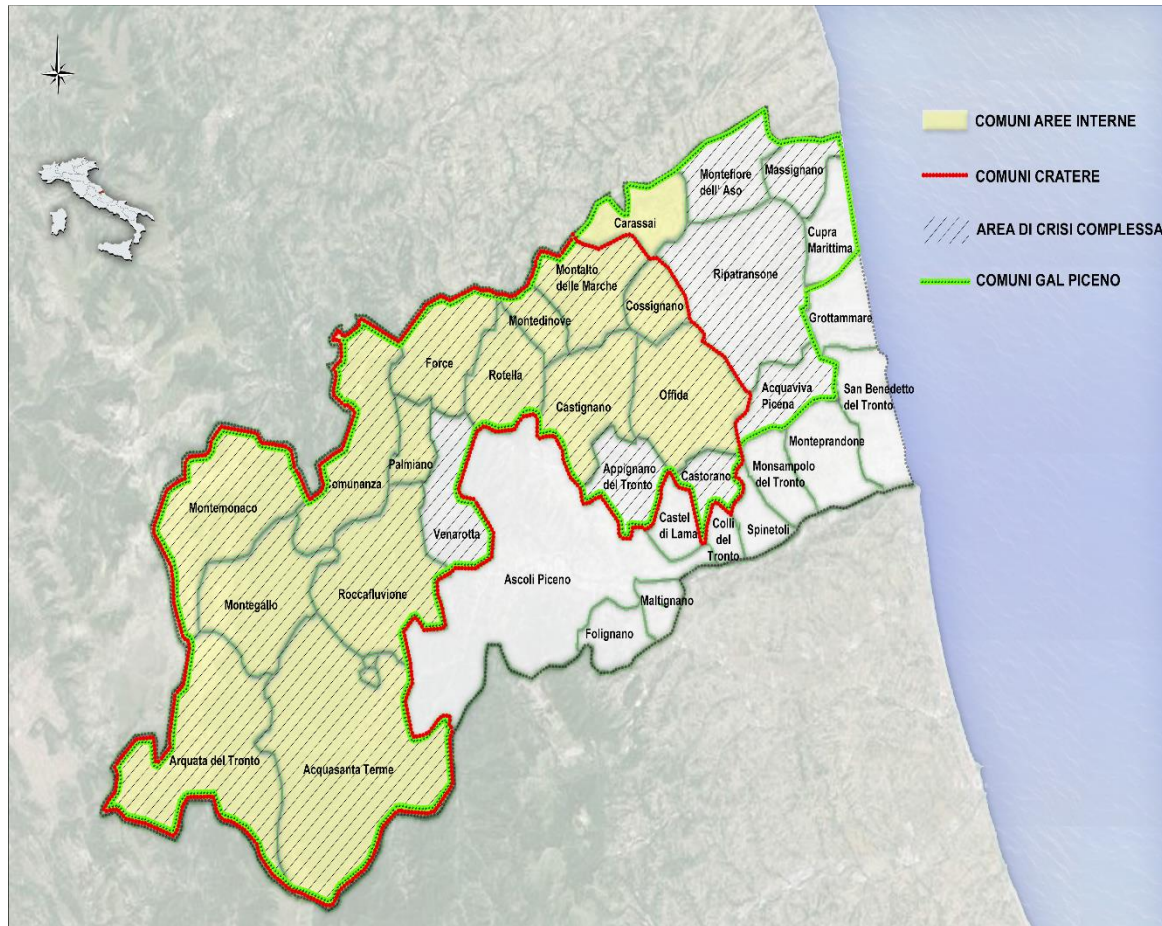 COMUNI AREE INTERNE
COMUNI CRATERE
AREA DI CRISI COMPLESSA
COMUNI GAL PICENO
Montefiore
dell' Aso
Massignano
Carassai
Cupra
Marittima
Ripatransone
Montalto
delle Marche
Cossignano
Montedinove
Grottammare
Force
Rotella
Castignano
Offida
Acquaviva
Picena
San Benedetto
del Tronto
Monteprandone
Palmiano
Appignano
del Tronto
Castorano
Monsampolo
del Tronto
Comunanza
Montemonaco
Venarotta
Castel
di Lama
Colli
del
Tronto
Spinetoli
Ascoli Piceno
Roccafluvione
Montegallo
Maltignano
Folignano
Arquata del Tronto
Acquasanta Terme